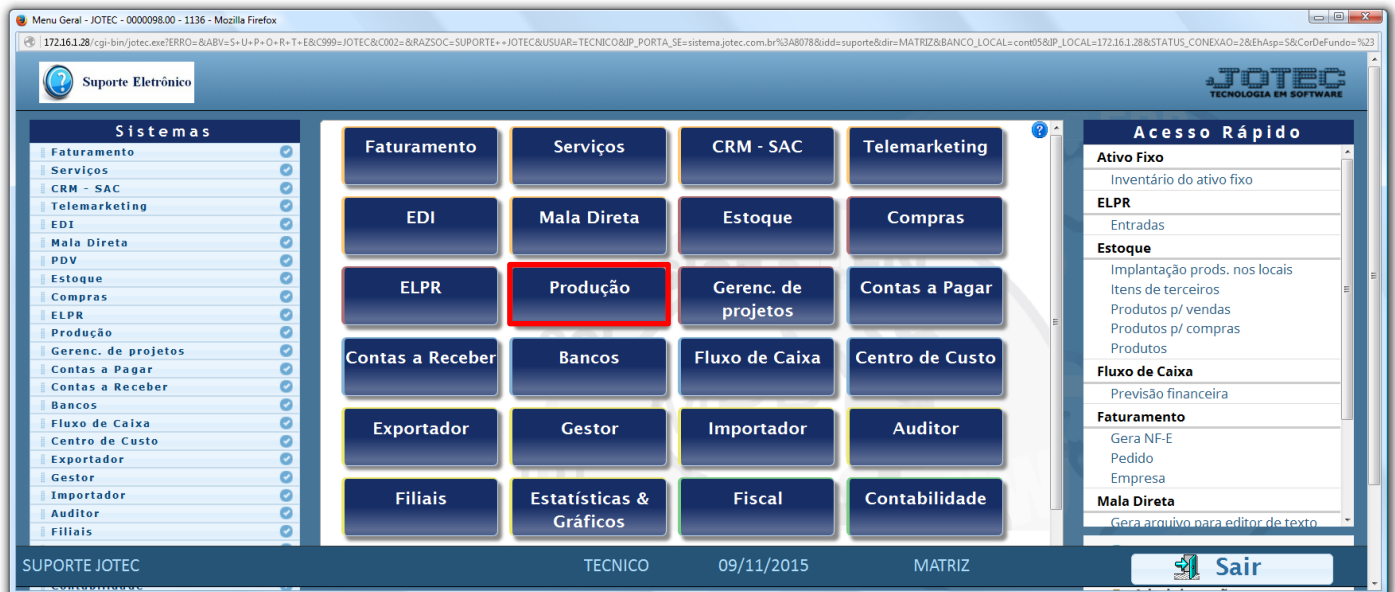 Menu Geral - JOTEC - 0000098.00 - 1136 - Mozilla Firefox
172.16.1.28/cgi-bin/jotec.exe?ERRO=&ABV=S+U+P+O+R+T+E&C999=JOTEC&C002=&RAZSOC=SUPORTE++JOTEC&USUAR=TECNICO&IP_PORTA_SE=sistema.jotec.com.br%3A8078&idd=suporte&dir=MATRIZ&BANCO_LOCAL=cont05&IP_LOCAL=172.16.1.28&STATUS_CONEXAO=2&EhAsp=S&CorDeFundo=%23
Suporte Eletrônico
JOTEC
TECNOLOGIA EM SOFTWARE
Sistemas
Faturamento
Serviços
CRM - SAC
Telemarketing
EDI
Mala Direta
PDV
Estoque
Compras
ELPR
Produção
Gerenc. de projetos
Contas a Pagar
Contas a Receber
Bancos
Fluxo de Caixa
Centro de Custo
Exportador
Gestor
Importador
Auditor
Filiais
Contabilidade
Faturamento
Serviços
CRM - SAC
Telemarketing
EDI
Mala Direta
Estoque
Compras
ELPR
Produção
Gerenc. de
projetos
Contas a Pagar
Contas a Receber
Bancos
Fluxo de Caixa
Centro de Custo
Exportador
Gestor
Importador
Auditor
Filiais
Estatísticas &
Gráficos
Fiscal
Contabilidade
Acesso Rápido
Ativo Fixo
Inventário do ativo fixo
ELPR
Entradas
Estoque
Implantação prods. nos locais
Itens de terceiros
Produtos p/ vendas
Produtos p/ compras
Produtos
Fluxo de Caixa
Previsão financeira
Faturamento
Gera NF-E
Pedido
Empresa
Mala Direta
Gera arquivo para editor de texto
SUPORTE JOTEC
TECNICO
09/11/2015
MATRIZ
Sair